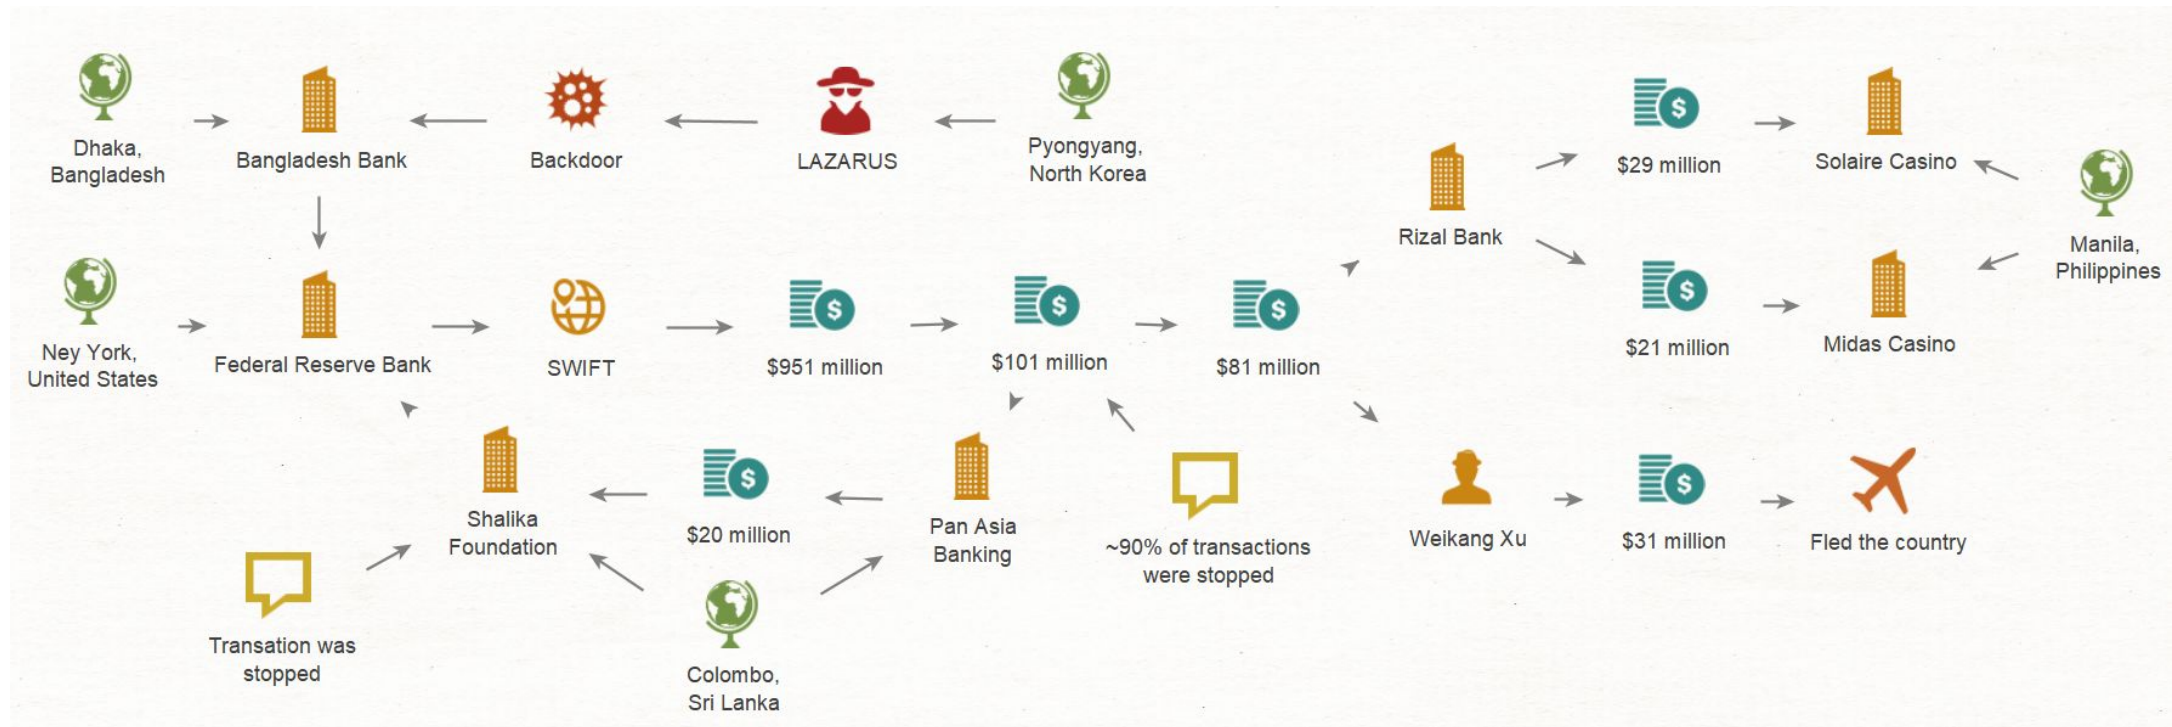 Dhaka,
Bangladesh
Bangladesh Bank
Backdoor
LAZARUS
Pyongyang,
North Korea
Rizal Bank
$29 million
Solaire Casino
Manila,
Philippines
Ney York,
United States
Federal Reserve Bank
SWIFT
$951 million
$101 million
$81 million
$21 million
Midas Casino
Shalika
Foundation
$20 million
Pan Asia
Banking
~90% of transactions
were stopped
Weikang Xu
$31 million
Fled the country
Transation was
stopped
Colombo,
Sri Lanka